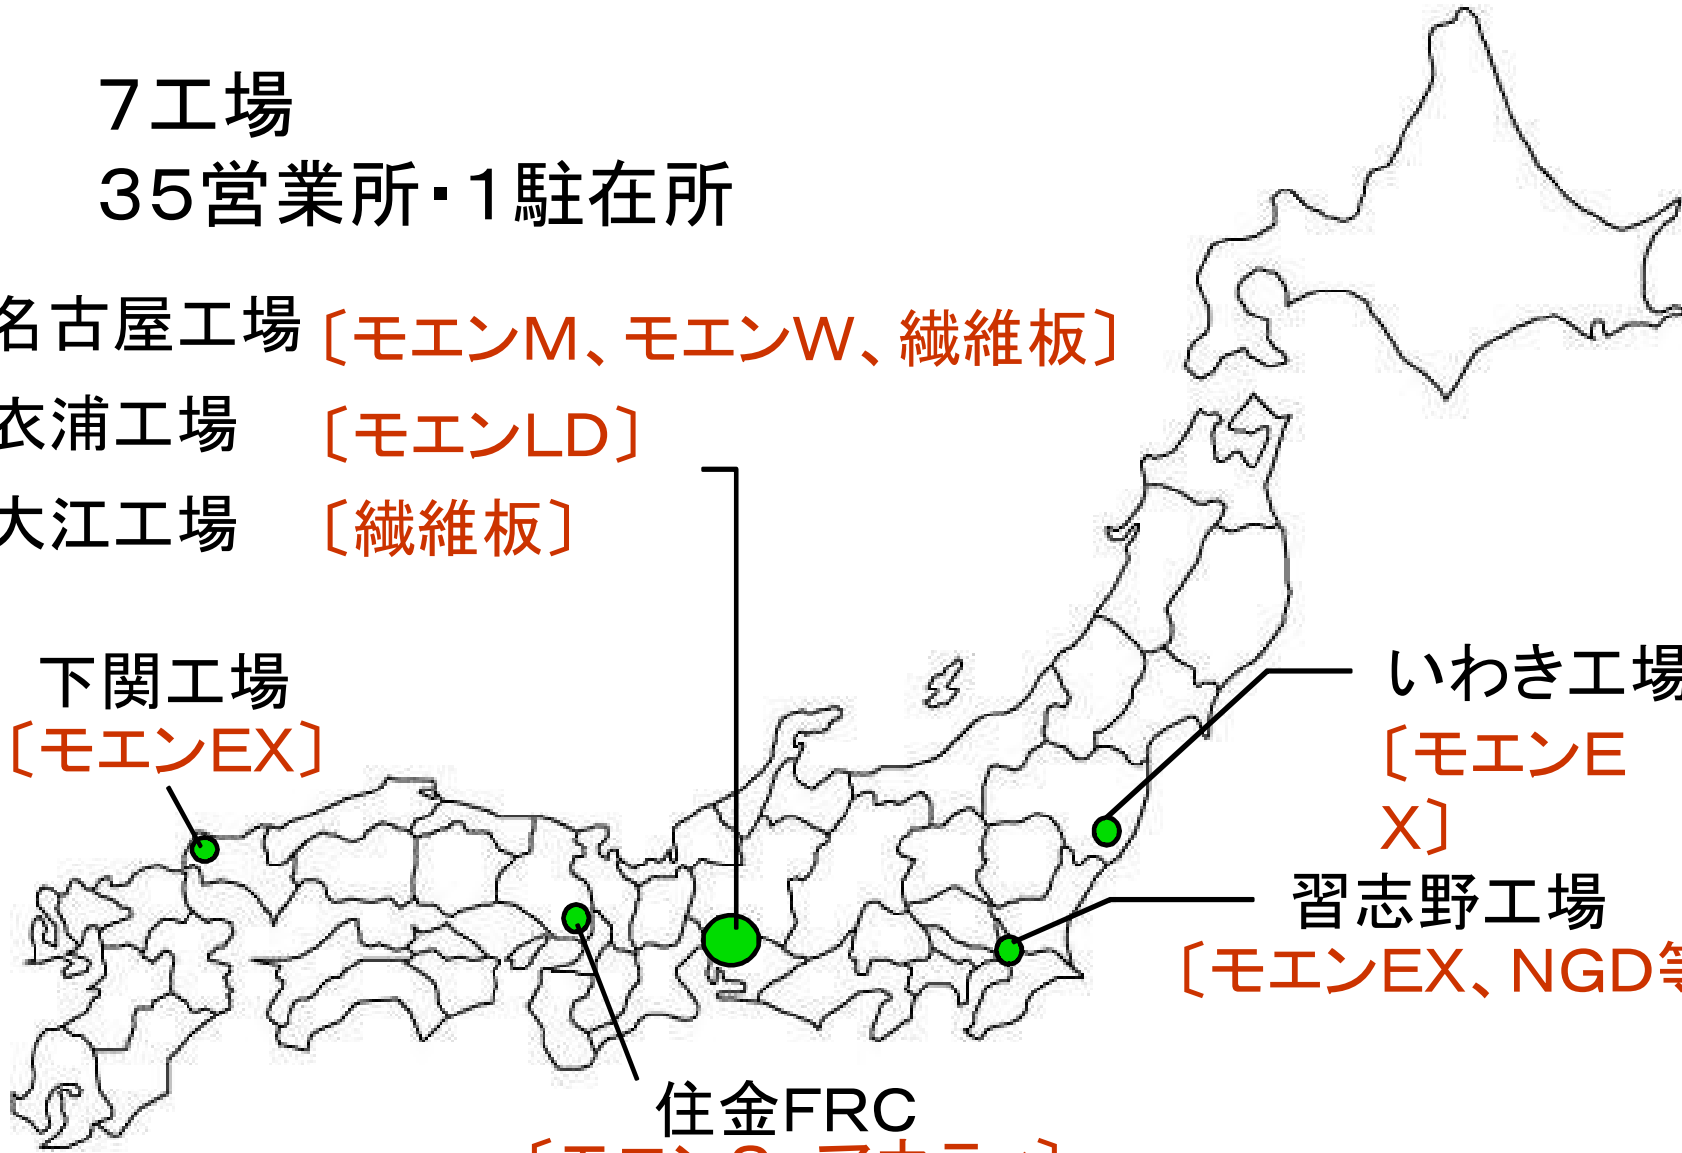 7工場
35営業所・1駐在所
名古屋工場〔モエンM、モエンW、繊維板〕
衣浦工場〔モエンLD〕
大江工場〔繊維板〕
下関工場
〔モエンEX〕
いわき工場
〔モエンE
X〕
習志野工場
〔モエンEX、NGD等
住金FRC